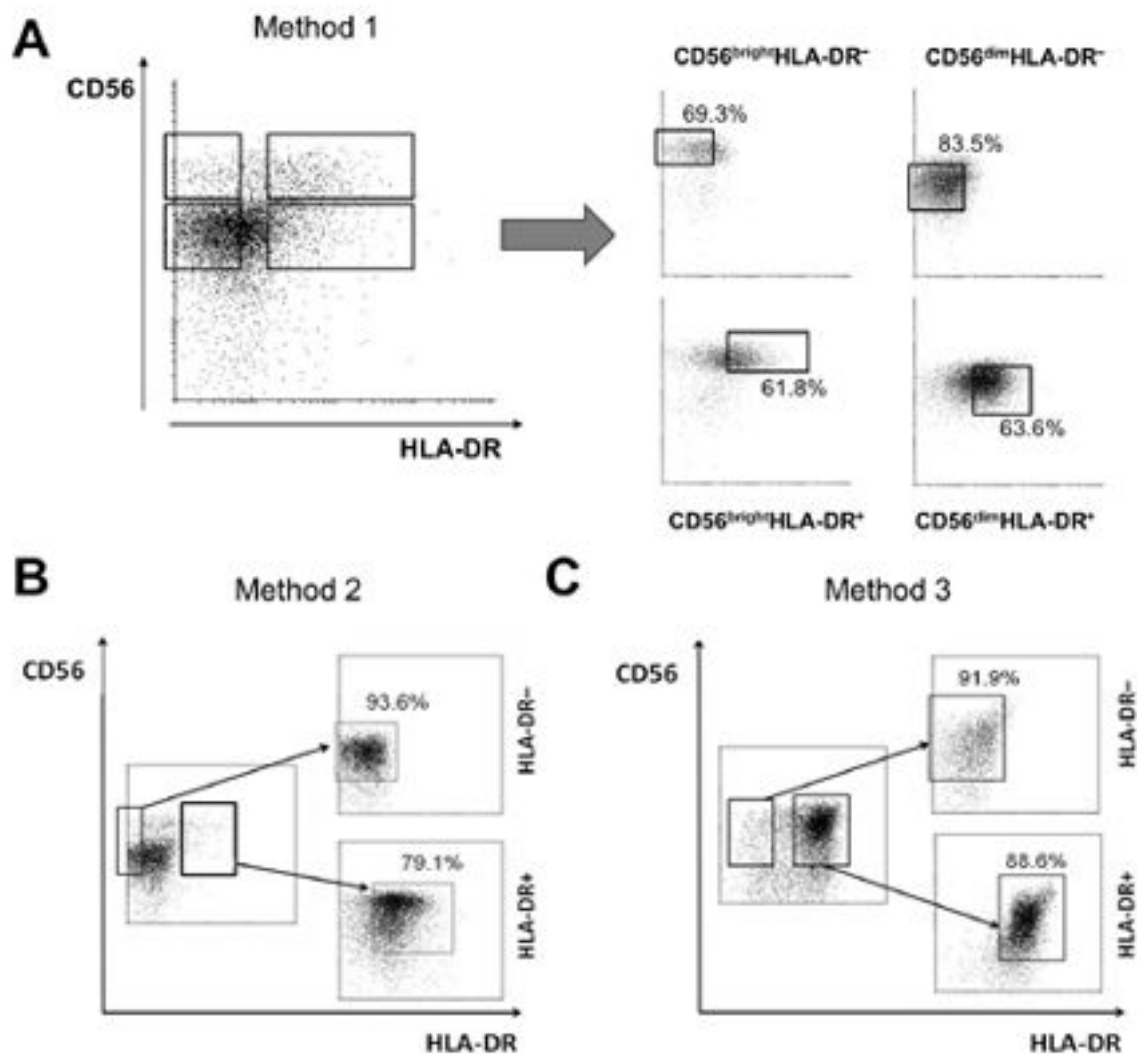 A
Method 1
CD56
HLA-DR
CD56brightHLA-DR–
CD56dimHLA-DR–
69.3%
83.5%
61.8%
63.6%
CD56brightHLA-DR+
CD56dimHLA-DR+
B
Method 2
CD56
93.6%
HLA-DR–
79.1%
HLA-DR+
HLA-DR
C
Method 3
CD56
91.9%
HLA-DR–
88.6%
HLA-DR+
HLA-DR